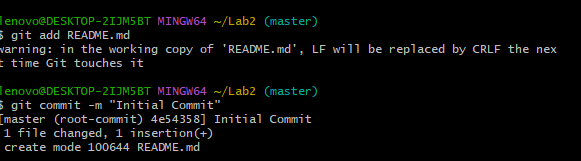 lenovo@DESKTOP-2IJM5BT MINGW64 ~/Lab2 (master)
$ git add README.md
warning: in the working copy of 'README.md', LF will be replaced by CRLF the nex
t time Git touches it

lenovo@DESKTOP-2IJM5BT MINGW64 ~/Lab2 (master)
$ git commit -m "Initial Commit"
[master (root-commit) 4e54358] Initial Commit
1 file changed, 1 insertion(+)
create mode 100644 README.md